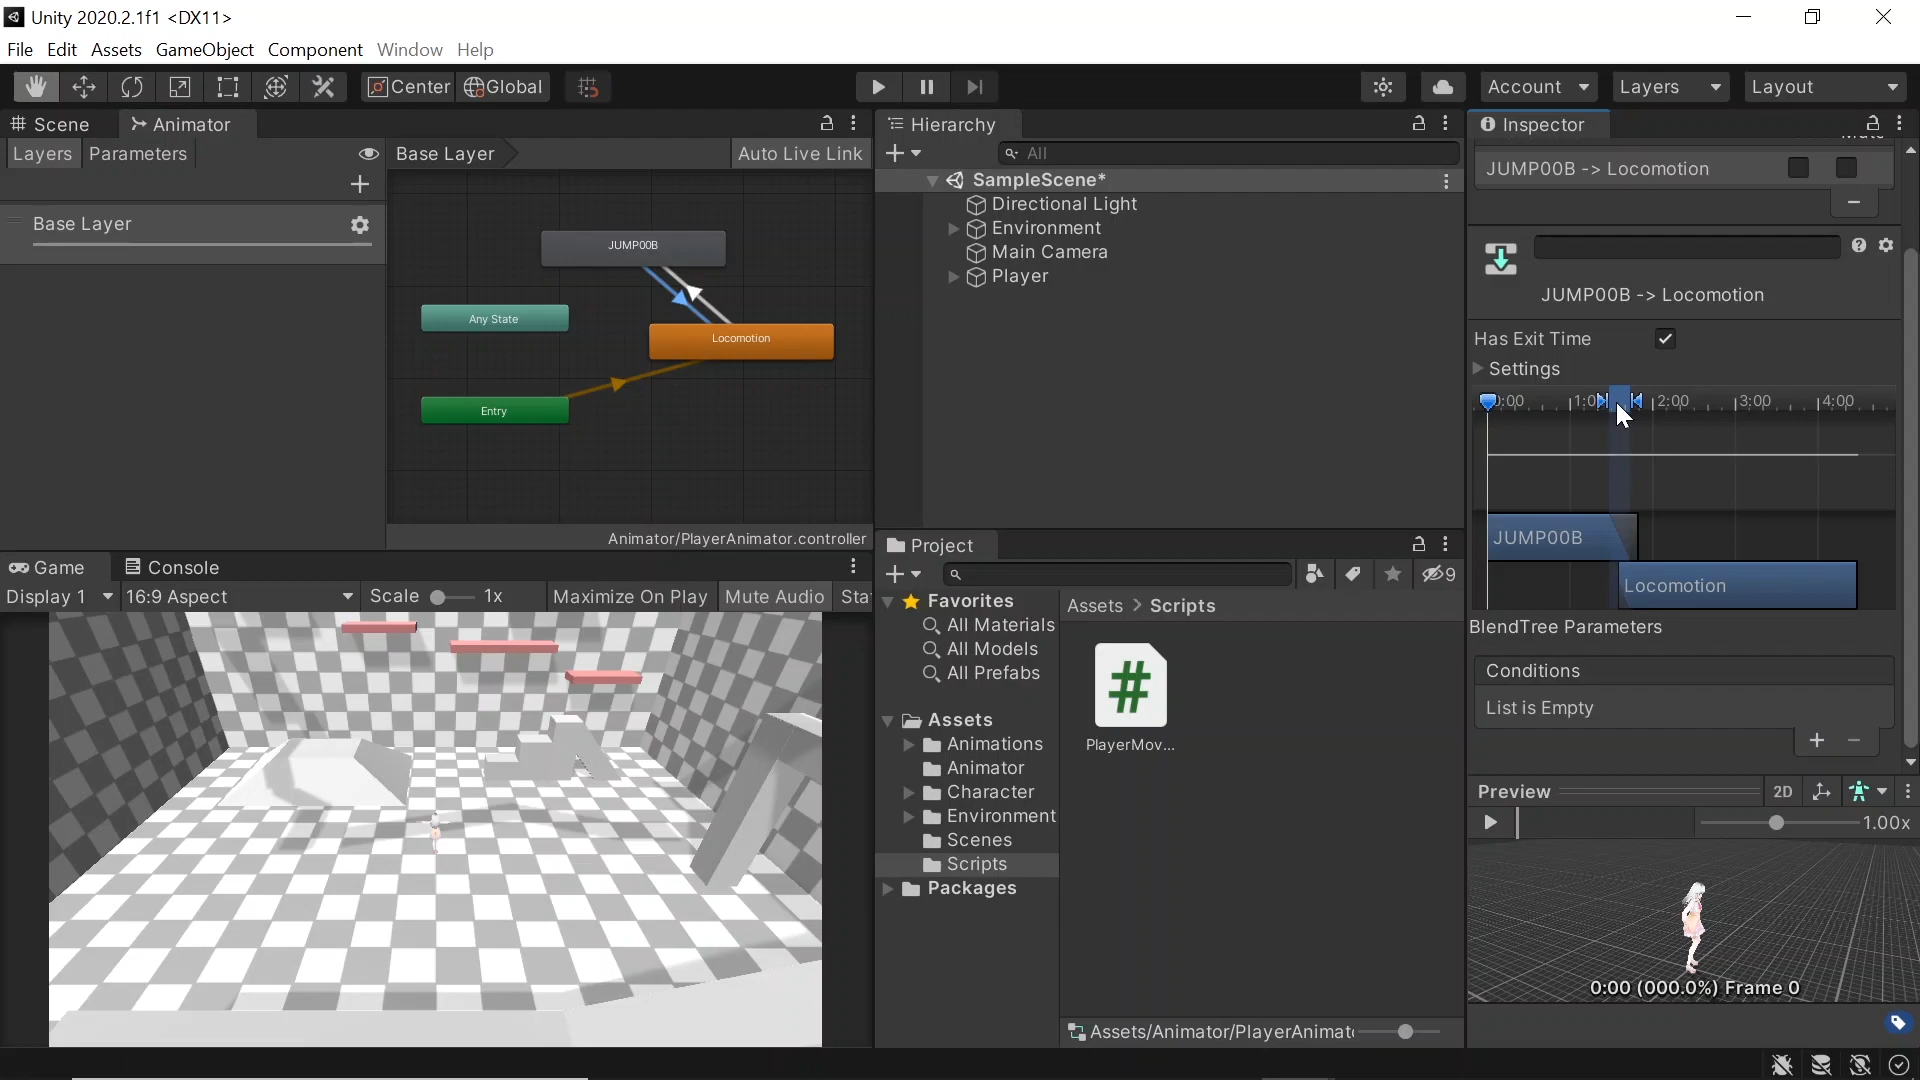 Unity 2020.2.1f1 <DX11>
File Edit Assets GameObject Component Window Help
Center Global Account Layers Layout
Scene Animator
Layers Parameters Base Layer Auto Live Link
Base Layer
JUMP00B
Any State
Locomotion
Entry
Animator/PlayerAnimator.controller
Hierarchy
All
SampleScene*
Directional Light
Environment
Main Camera
Player
Game Console
Display 1 16:9 Aspect Scale 1x Maximize On Play Mute Audio Sta
Project
9
Favorites
All Materials
All Models
All Prefabs
Assets
Animations
Animator
Character
Environment
Scenes
Scripts
Packages
Assets > Scripts
#
PlayerMov...
Assets/Animator/PlayerAnimat
Inspector
JUMP00B -> Locomotion
JUMP00B -> Locomotion
Has Exit Time
Settings
:00 1:0 2:00 3:00 4:00
JUMP00B
Locomotion
BlendTree Parameters
Conditions
List is Empty
Preview 2D
1.00x
0:00 (000.0%) Frame 0